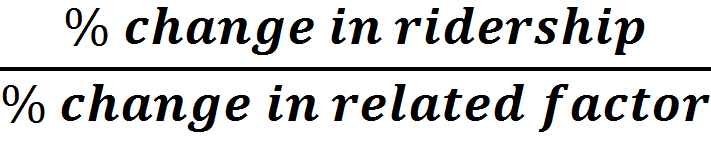 % change in ridership
% change in related factor